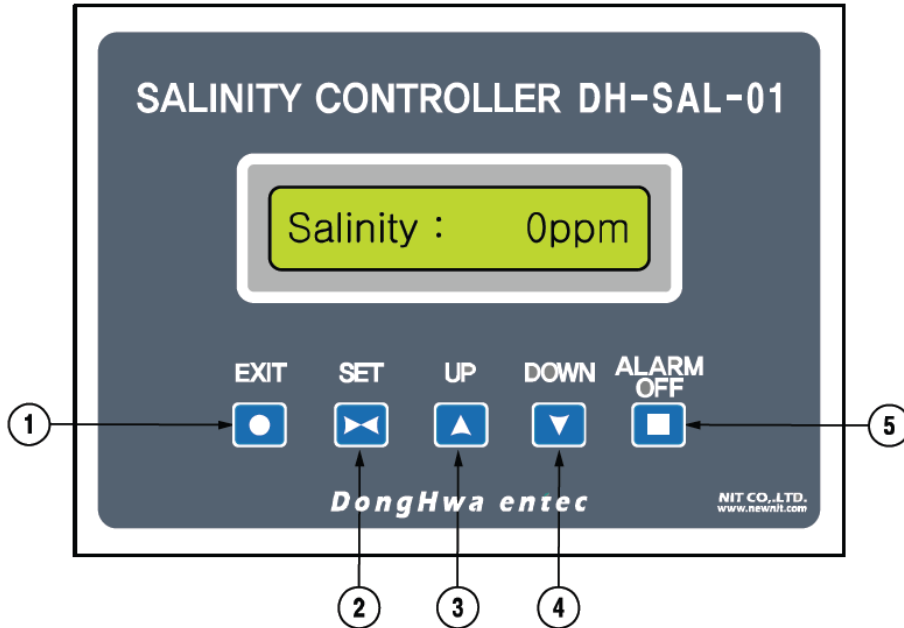 SALINITY CONTROLLER DH-SAL-01
Salinity : 0ppm
EXIT SET UP DOWN ALARM OFF
1
5
DongHwa entec
NIT CO,.LTD.
www.newnit.com
2 3 4